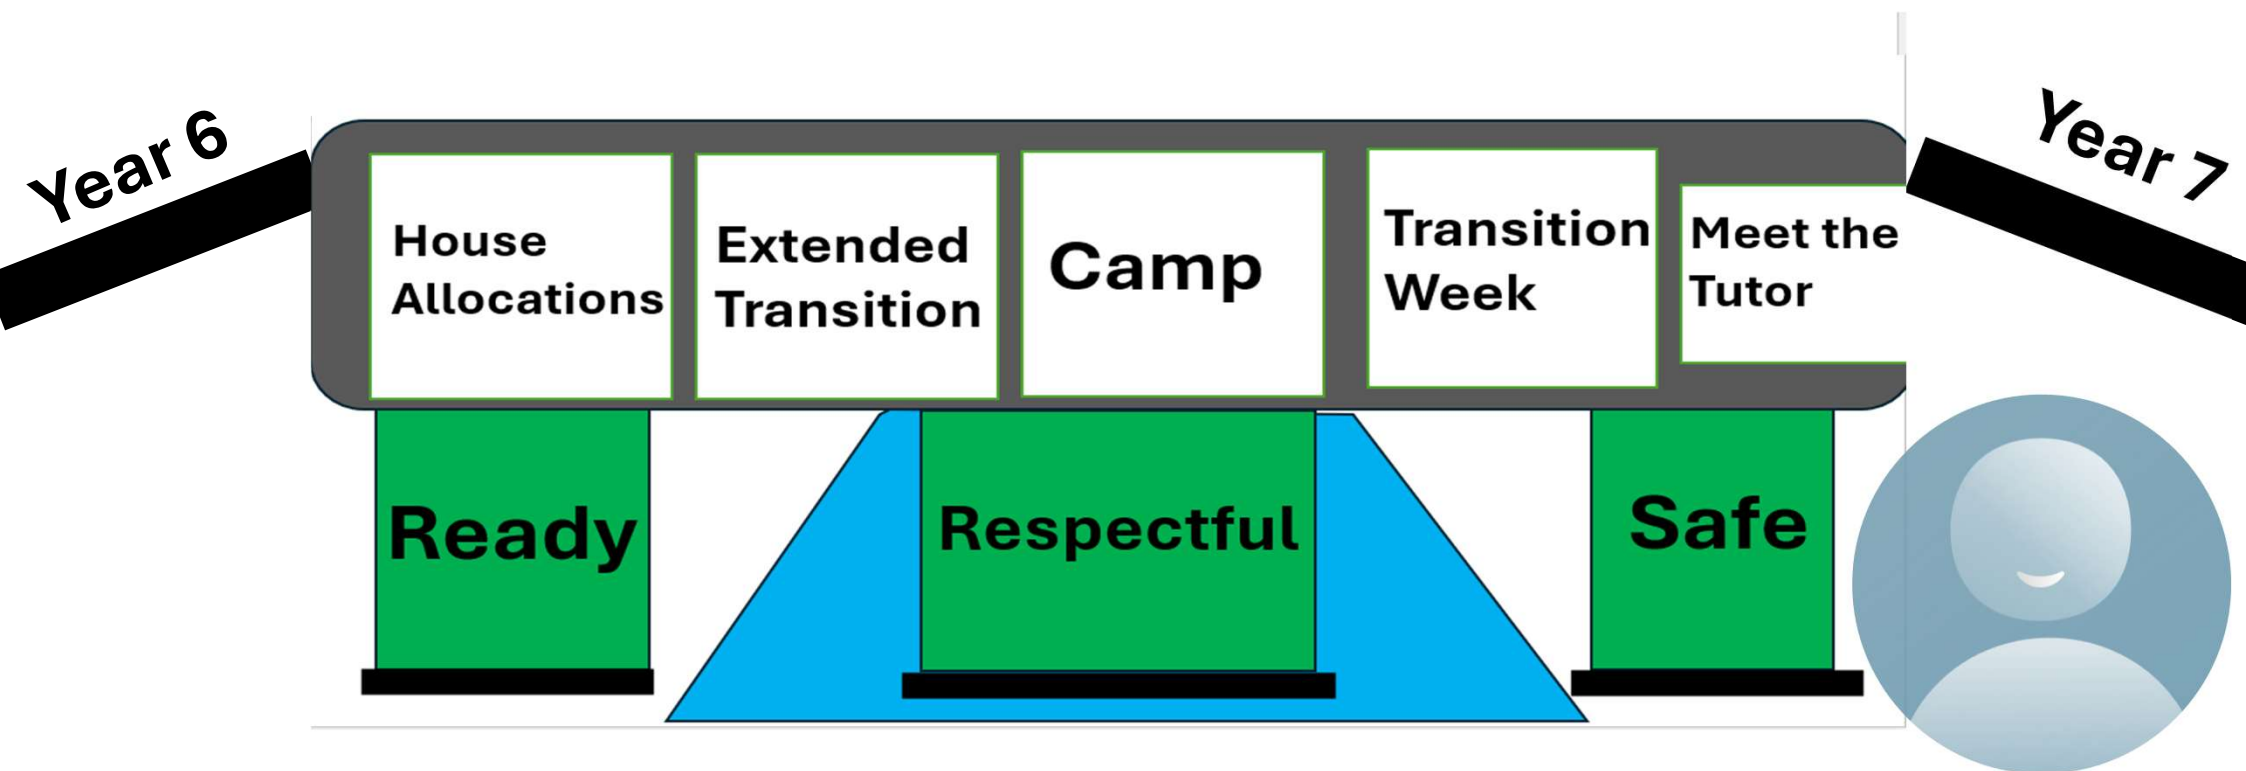 Year 6
Year 7
House
Allocations
Extended
Transition
Camp
Transition
Week
Meet the
Tutor
Ready
Respectful
Safe